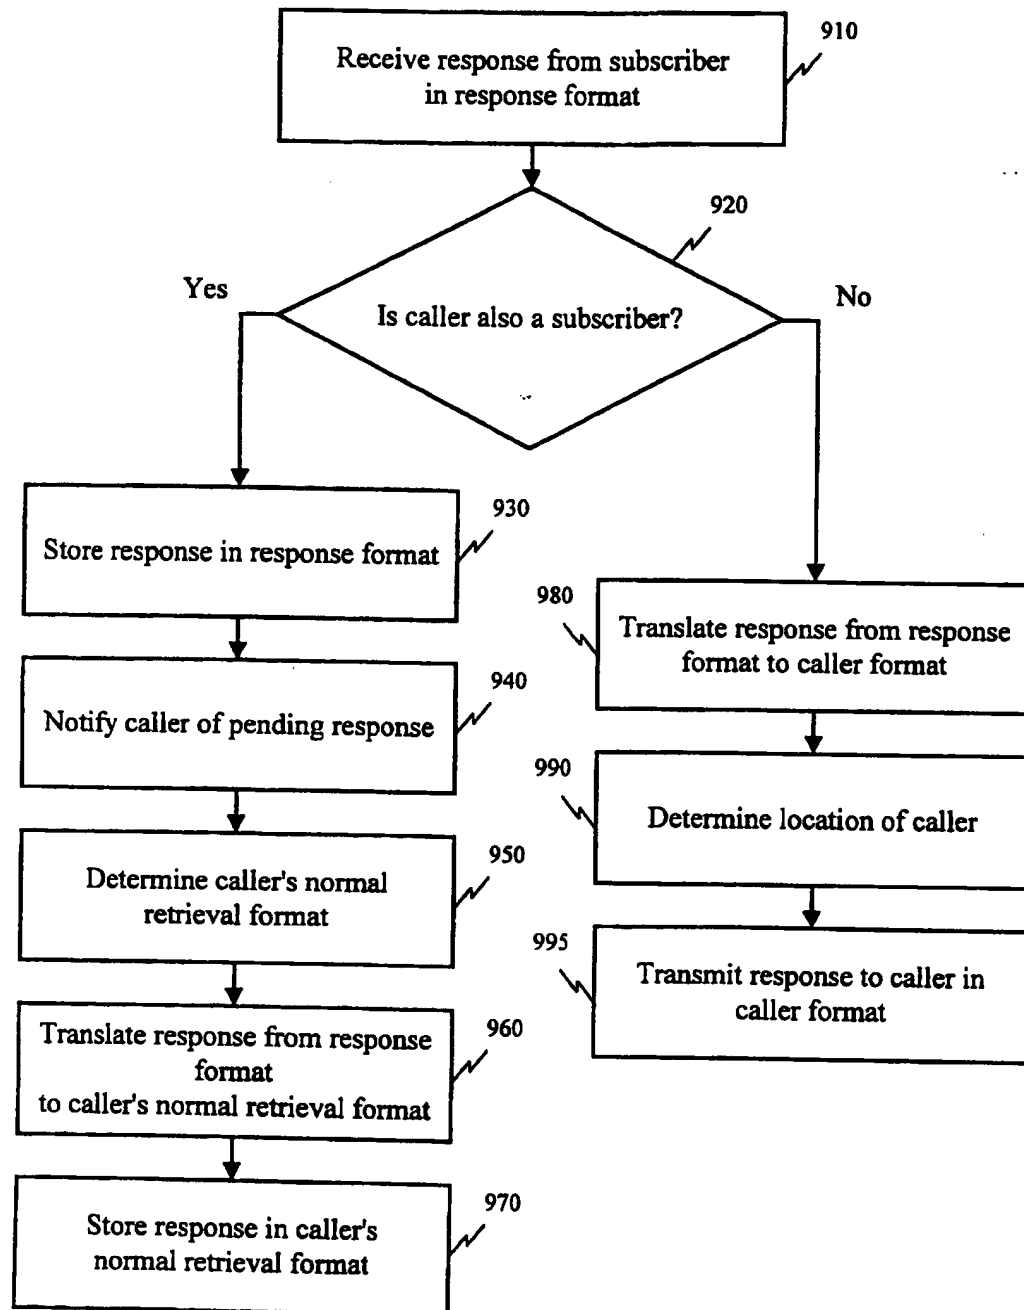 910
Receive response from subscriber
in response format
920
Yes
Is caller also a subscriber?
No
930
Store response in response format
940
Notify caller of pending response
950
Determine caller's normal
retrieval format
960
Translate response from response
format
to caller's normal retrieval format
970
Store response in caller's
normal retrieval format
980
Translate response from response
format to caller format
990
Determine location of caller
995
Transmit response to caller in
caller format